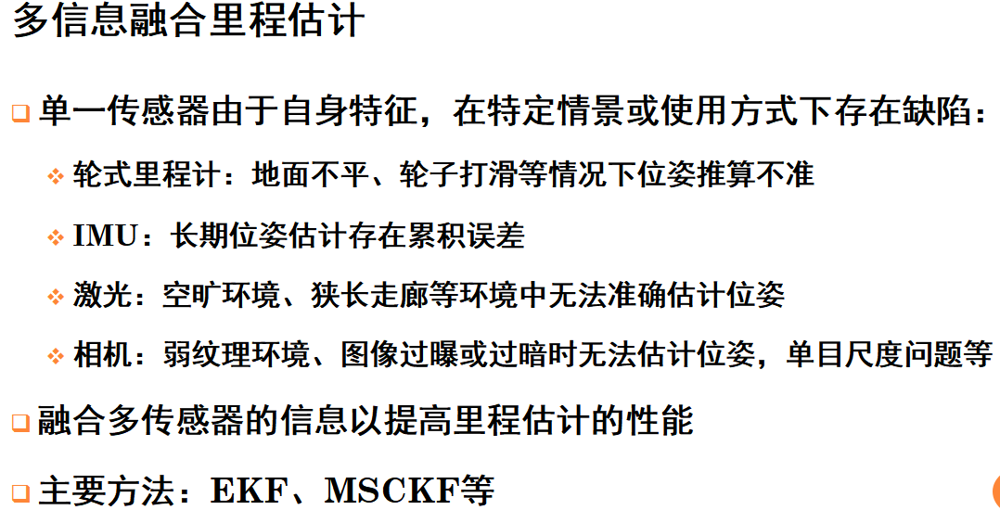 多信息融合里程估计
单一传感器由于自身特征，在特定情景或使用方式下存在缺陷：
轮式里程计：地面不平、轮子打滑等情况下位姿推算不准
IMU：长期位姿估计存在累积误差
激光：空旷环境、狭长走廊等环境中无法准确估计位姿
相机：弱纹理环境、图像过曝或过暗时无法估计位姿，单目尺度问题等
融合多传感器的信息以提高里程估计的性能
主要方法：EKF、MSCKF等